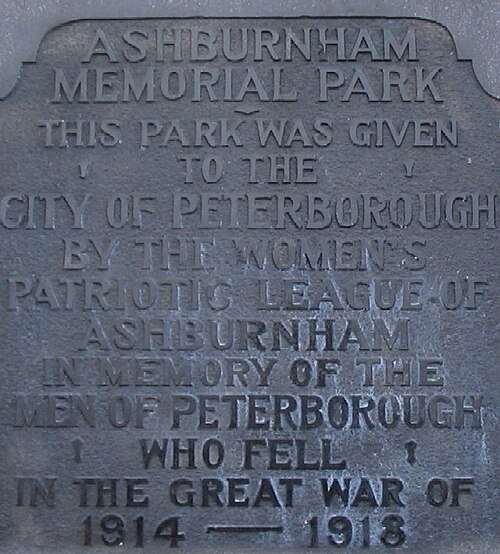 ASHBURNHAM
MEMORIAL PARK
THIS PARK WAS GIVEN
TO THE
CITY OF PETERBOROUGH
BY THE WOMEN'S
PATRIOTIC LEAGUE OF
ASHBURNHAM
IN MEMORY OF THE
MEN OF PETERBOROUGH
WHO FELL
IN THE GREAT WAR OF
1914 — 1918